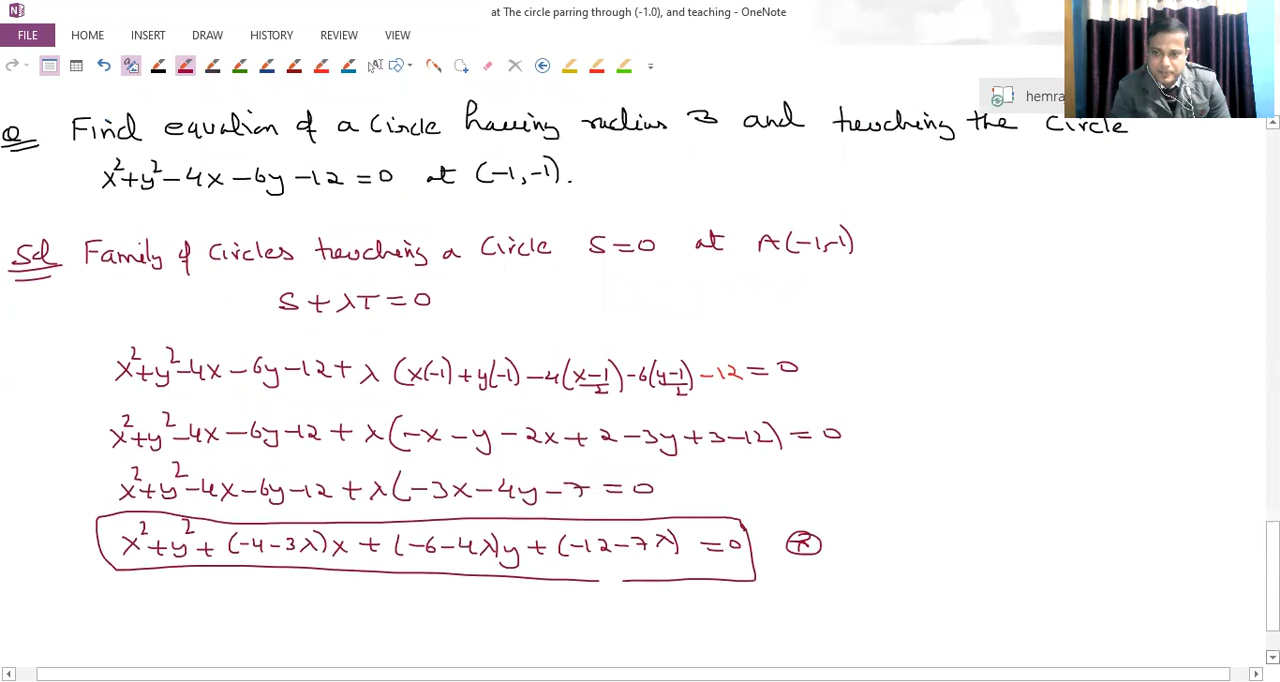 at The circle parring through (-1.0), and teaching - OneNote
FILE HOME INSERT DRAW HISTORY REVIEW VIEW
hemra
Q Find equation of a circle having radius 3 and touching the circle
x²+y²-4x-6y-12=0 at (-1,-1).
Sol Family of circles touching a circle S=0 at A(-1,-1)
S+λT=0
x²+y²-4x-6y-12+λ(x(-1)+y(-1)-4(x-1/2)-6(y-1/2)-12=0
x²+y²-4x-6y-12+λ(-x-y-2x+2-3y+3-12)=0
x²+y²-4x-6y-12+λ(-3x-4y-7=0
x²+y²+(-4-3λ)x+(-6-4λ)y+(-12-7λ)=0